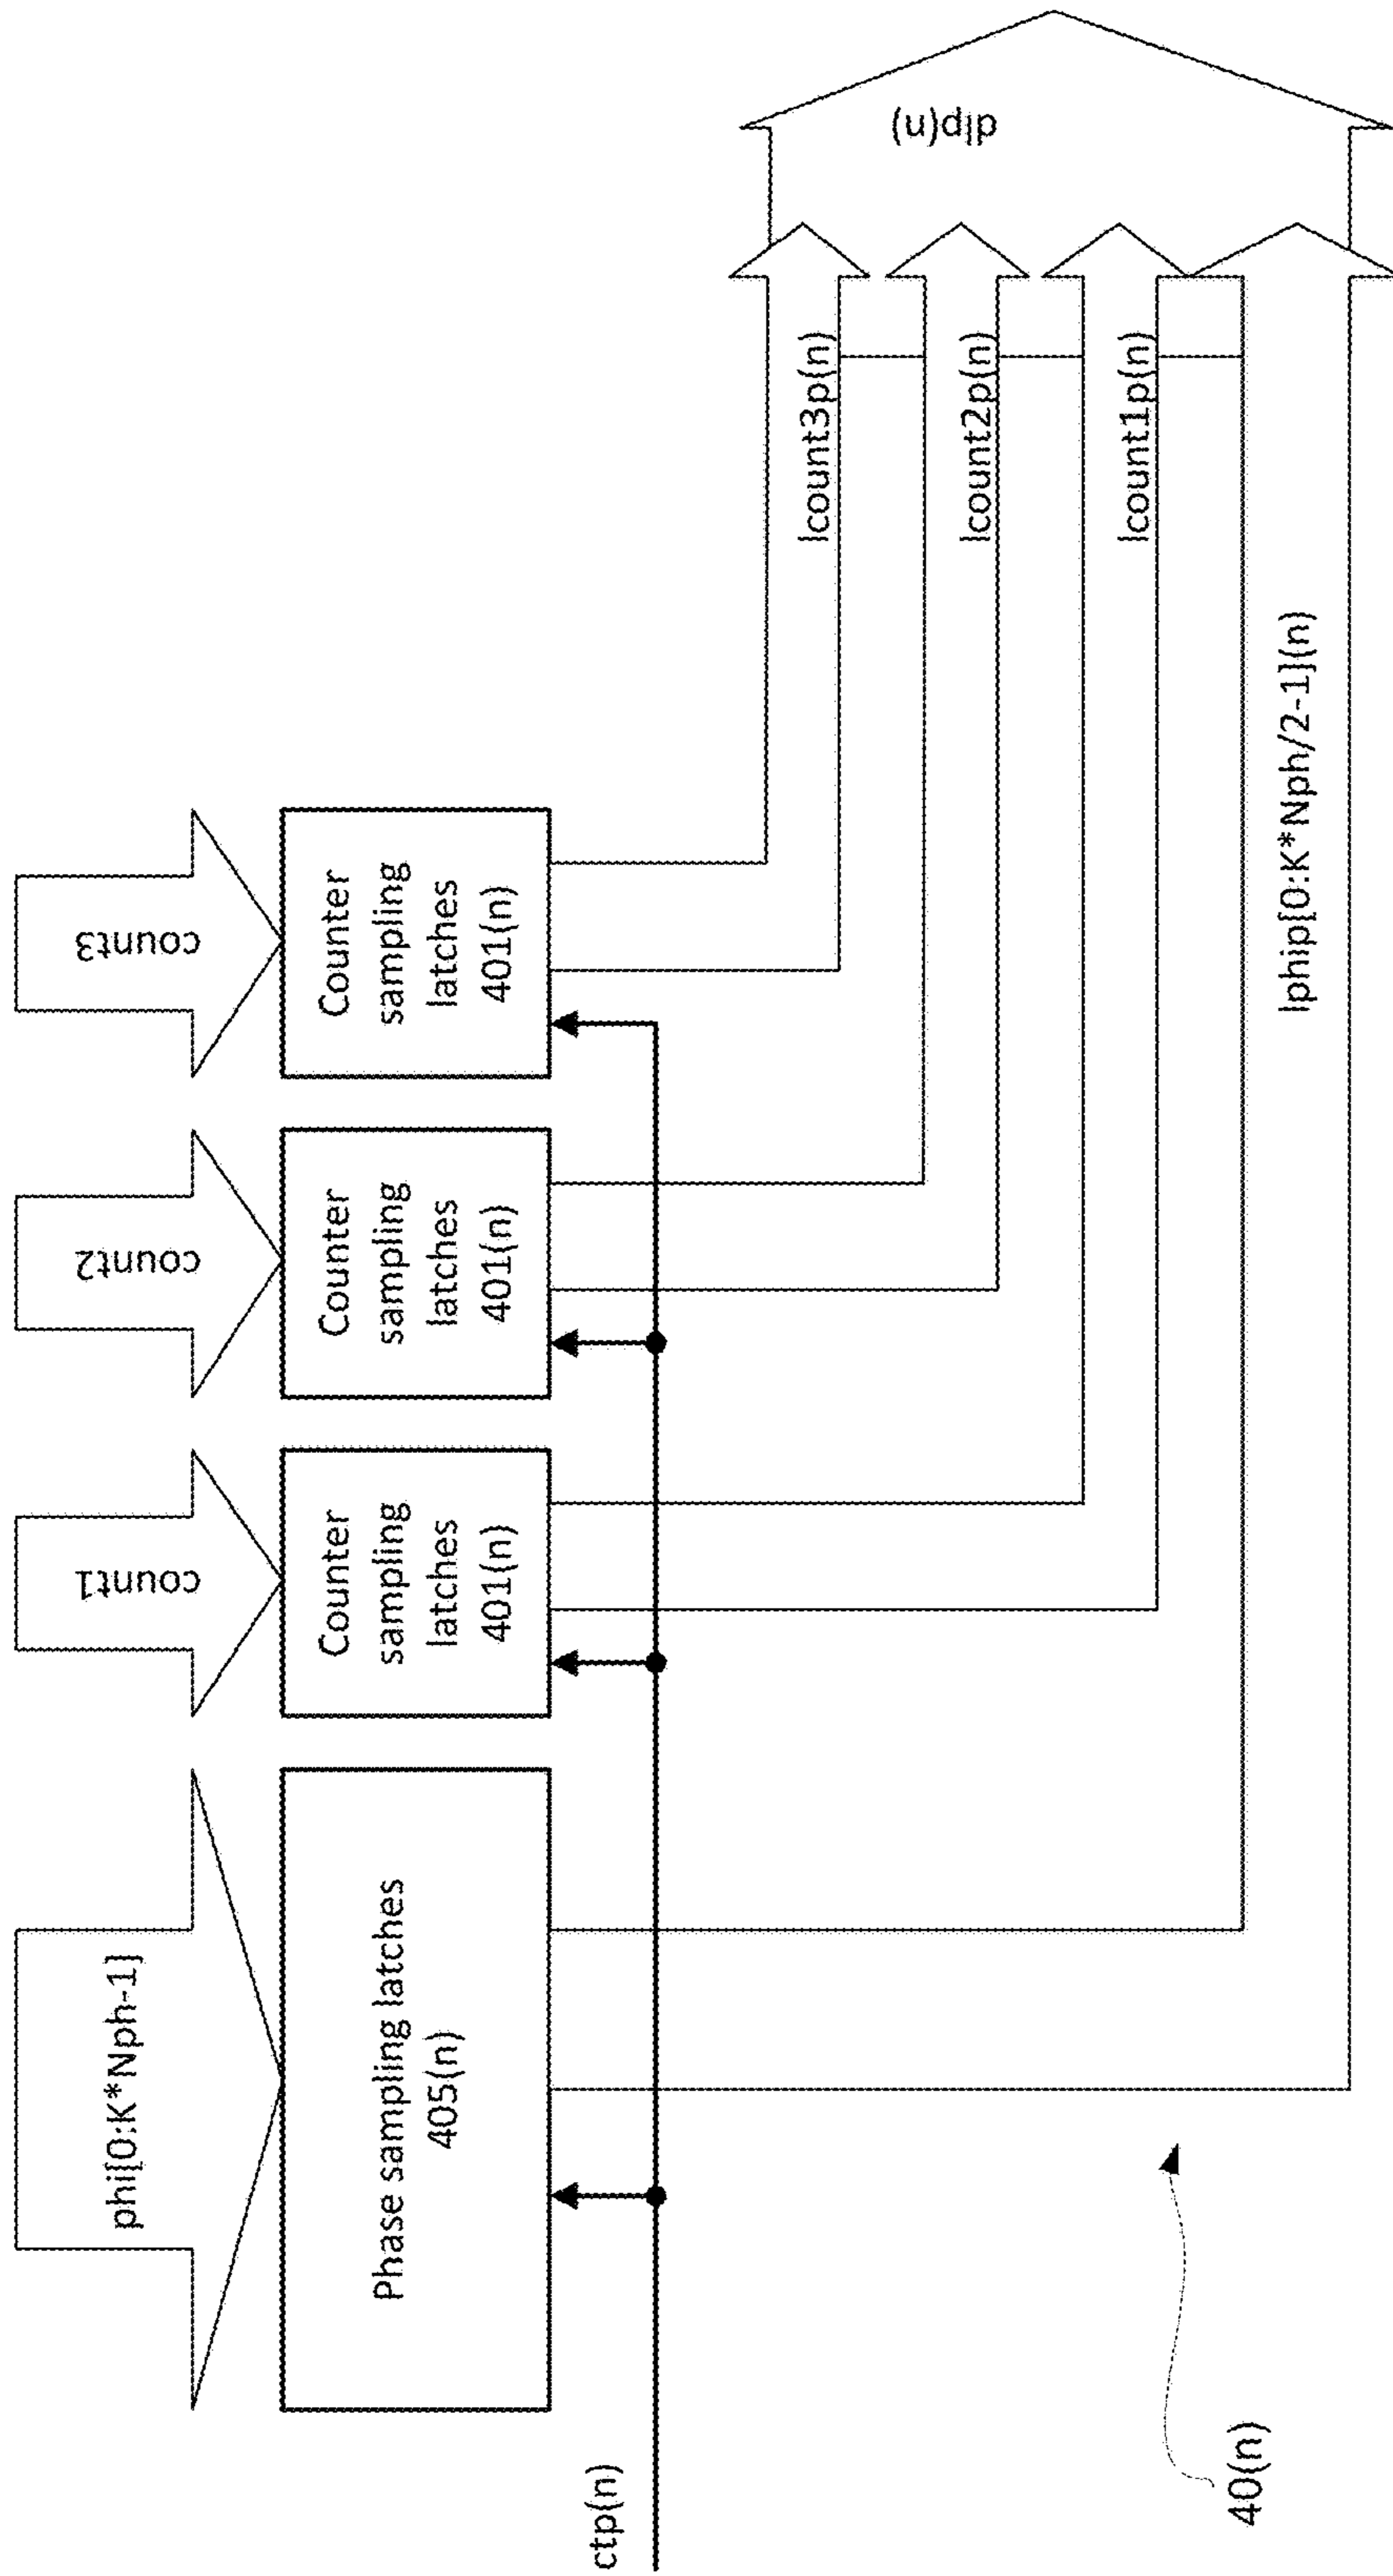 phi[0:K*Nph-1]
count1
count2
count3
Phase sampling latches
405(n)
Counter
sampling
latches
401(n)
Counter
sampling
latches
401(n)
Counter
sampling
latches
401(n)
ctp(n)
lcount3p(n)
lcount2p(n)
lcount1p(n)
lphip[0:K*Nph/2-1](n)
dlp(n)
40(n)